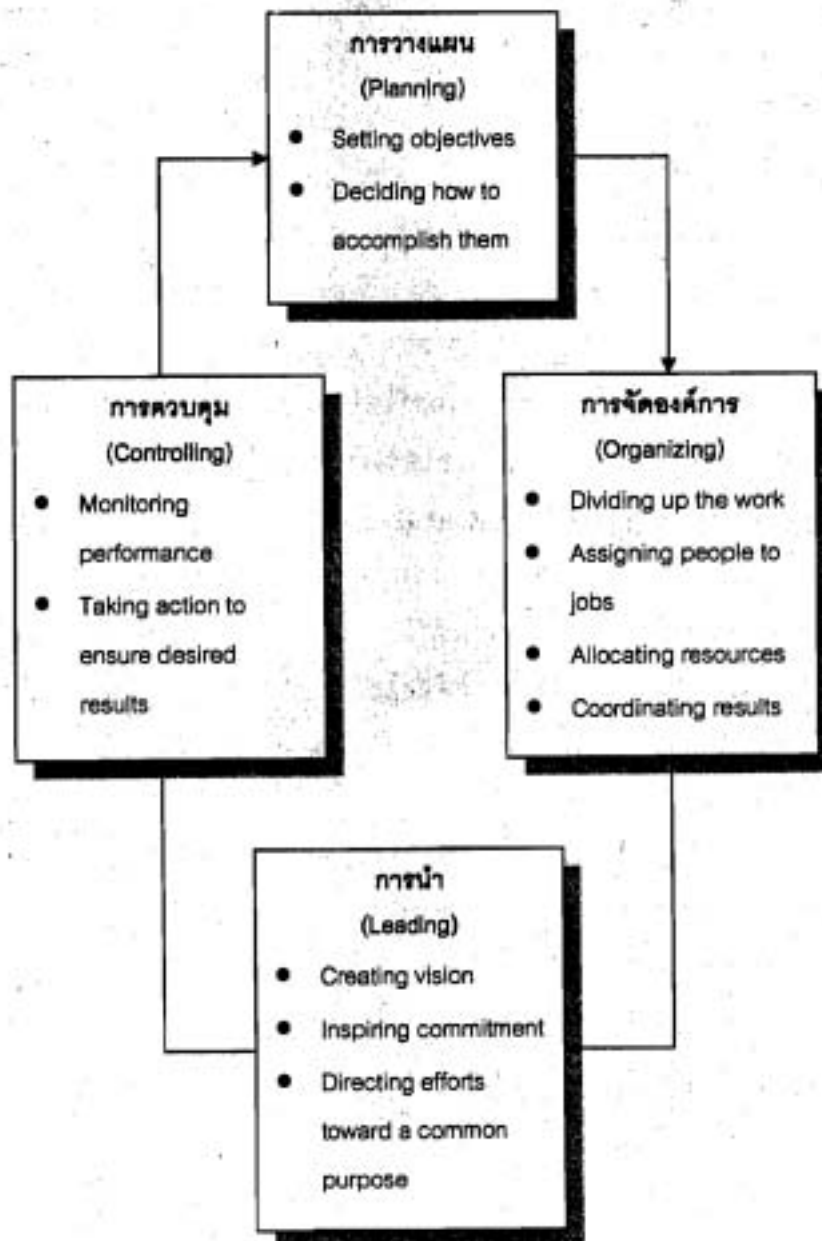 การวางแผน
(Planning)
● Setting objectives
● Deciding how to
accomplish them
การควบคุม
(Controlling)
● Monitoring
performance
● Taking action to
ensure desired
results
การจัดองค์การ
(Organizing)
● Dividing up the work
● Assigning people to
jobs
● Allocating resources
● Coordinating results
การนำ
(Leading)
● Creating vision
● Inspiring commitment
● Directing efforts
toward a common
purpose